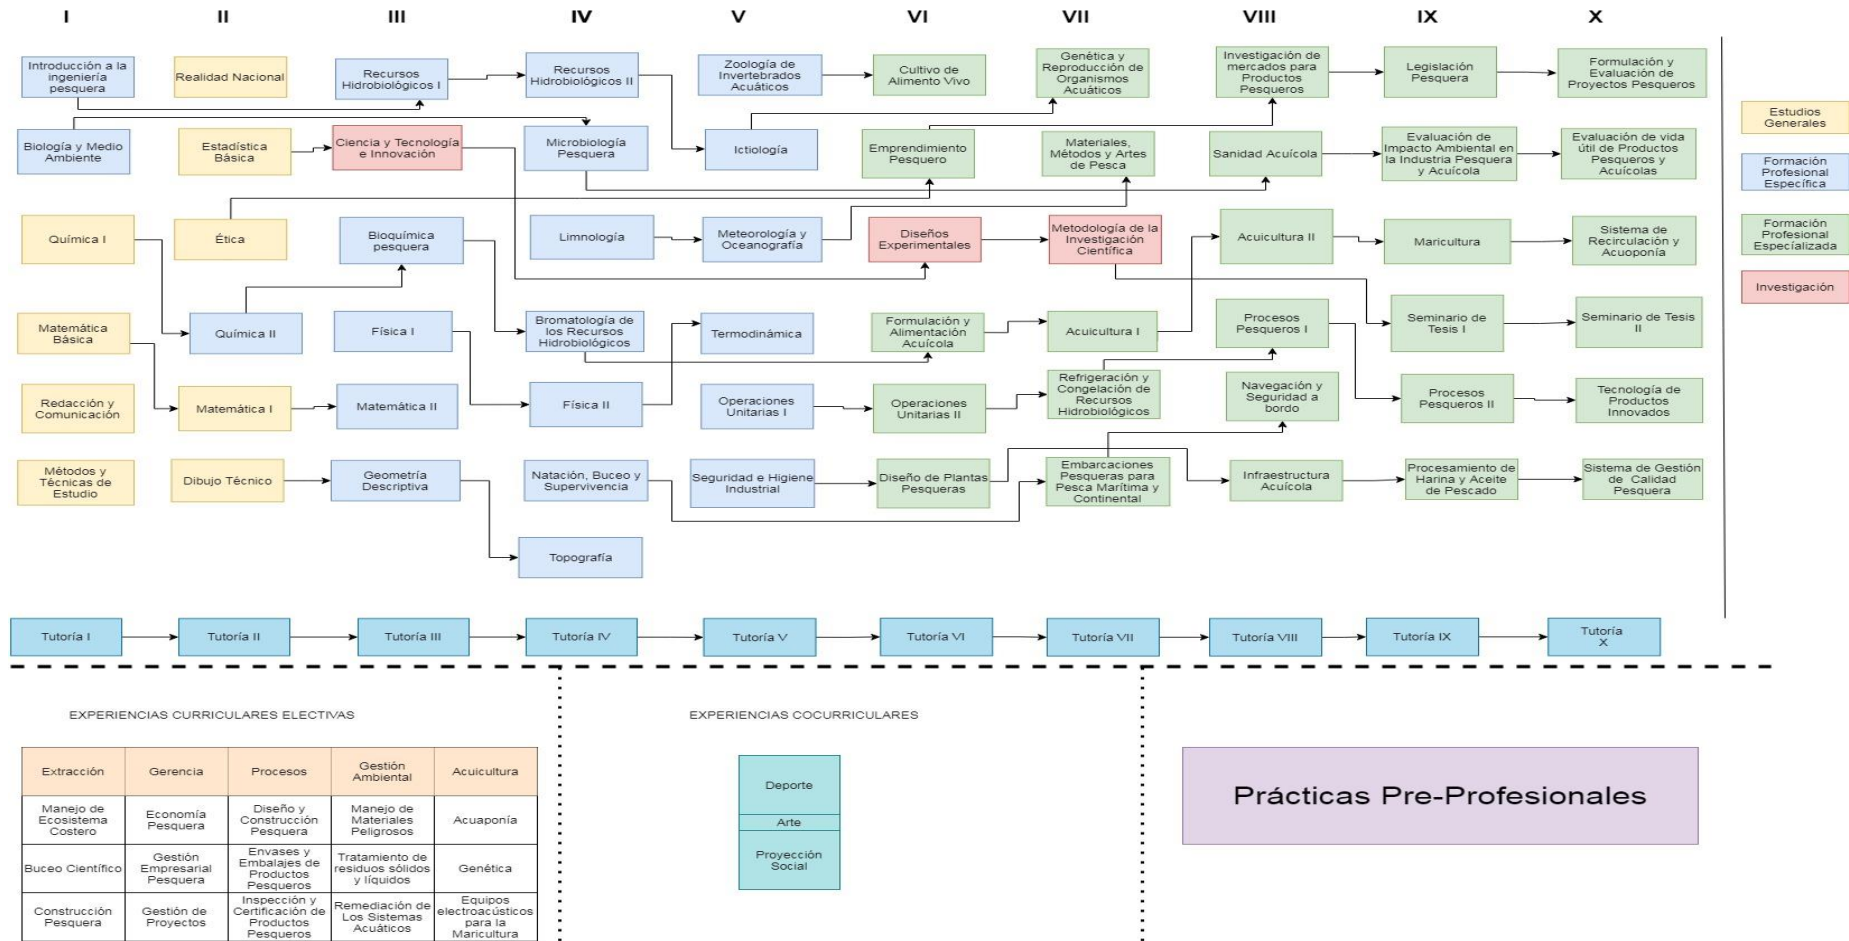 I II III IV V VI VII VIII IX X
Introducción a la
ingeniería
pesquera
Realidad Nacional
Recursos
Hidrobiológicos I
Recursos
Hidrobiológicos II
Zoología de
Invertebrados
Acuáticos
Cultivo de
Alimento Vivo
Genética y
Reproducción de
Organismos
Acuáticos
Investigación de
mercados para
Productos
Pesqueros
Legislación
Pesquera
Formulación y
Evaluación de
Proyectos Pesqueros
Biología y Medio
Ambiente
Estadística
Básica
Ciencia y Tecnología
e Innovación
Microbiología
Pesquera
Ictiología
Emprendimiento
Pesquero
Materiales,
Métodos y Artes
de Pesca
Sanidad Acuícola
Evaluación de
Impacto Ambiental en
la Industria Pesquera
y Acuícola
Evaluación de vida
útil de Productos
Pesqueros y
Acuícolas
Química I
Ética
Bioquímica
pesquera
Limnología
Meteorología y
Oceanografía
Diseños
Experimentales
Metodología de la
Investigación
Científica
Acuicultura II
Maricultura
Sistema de
Recirculación y
Acuoponía
Matemática
Básica
Química II
Física I
Bromatología de
los Recursos
Hidrobiológicos
Termodinámica
Formulación y
Alimentación
Acuícola
Acuicultura I
Procesos
Pesqueros I
Seminario de
Tesis I
Seminario de Tesis
II
Redacción y
Comunicación
Matemática I
Matemática II
Física II
Operaciones
Unitarias I
Operaciones
Unitarias II
Refrigeración y
Congelación de
Recursos
Hidrobiológicos
Navegación y
Seguridad a
bordo
Procesos
Pesqueros II
Tecnología de
Productos
Innovados
Métodos y
Técnicas de
Estudio
Dibujo Técnico
Geometría
Descriptiva
Natación, Buceo y
Supervivencia
Seguridad e Higiene
Industrial
Diseño de Plantas
Pesqueras
Embarcaciones
Pesqueras para
Pesca Marítima y
Continental
Infraestructura
Acuícola
Procesamiento de
Harina y Aceite
de Pescado
Sistema de Gestión
de Calidad
Pesquera
Topografía
Estudios
Generales
Formación
Profesional
Específica
Formación
Profesional
Especializada
Investigación
Tutoría I
Tutoría II
Tutoría III
Tutoría IV
Tutoría V
Tutoría VI
Tutoría VII
Tutoría VIII
Tutoría IX
Tutoría
X
EXPERIENCIAS CURRICULARES ELECTIVAS
Extracción
Gerencia
Procesos
Gestión
Ambiental
Acuicultura
Manejo de
Ecosistema
Costero
Economía
Pesquera
Diseño y
Construcción
Pesquera
Manejo de
Materiales
Peligrosos
Acuaponía
Buceo Científico
Gestión
Empresarial
Pesquera
Envases y
Embalajes de
Productos
Pesqueros
Tratamiento de
residuos sólidos
y líquidos
Genética
Construcción
Pesquera
Gestión de
Proyectos
Inspección y
Certificación de
Productos
Pesqueros
Remediación de
Los Sistemas
Acuáticos
Equipos
electroacústicos
para la
Maricultura
EXPERIENCIAS COCURRICULARES
Deporte
Arte
Proyección
Social
Prácticas Pre-Profesionales